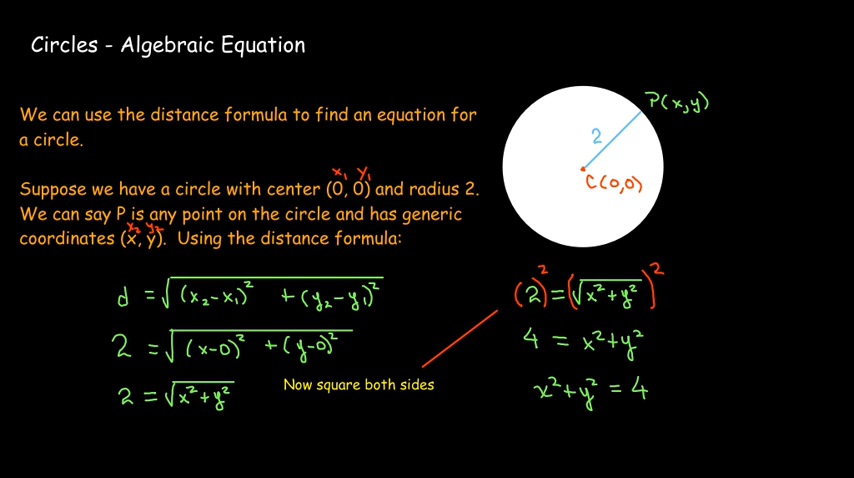 Circles - Algebraic Equation
We can use the distance formula to find an equation for
a circle.
x₁ y₁
Suppose we have a circle with center (0, 0) and radius 2.
We can say P is any point on the circle and has generic
x₂ y₂
coordinates (x, y). Using the distance formula:
d = √((x₂-x₁)² + (y₂-y₁)²)
2 = √((x-0)² + (y-0)²)
2 = √(x²+y²)
Now square both sides
P(x,y)
2
C(0,0)
(2)² = (√(x²+y²))²
4 = x²+y²
x²+y² = 4